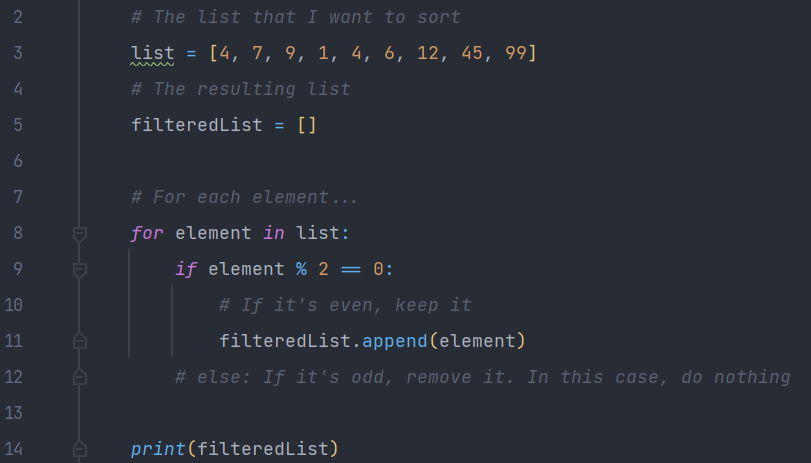 2 # The list that I want to sort
3 list = [4, 7, 9, 1, 4, 6, 12, 45, 99]
4 # The resulting list
5 filteredList = []
6
7 # For each element...
8 for element in list:
9 if element % 2 == 0:
10 # If it's even, keep it
11 filteredList.append(element)
12 # else: If it's odd, remove it. In this case, do nothing
13
14 print(filteredList)